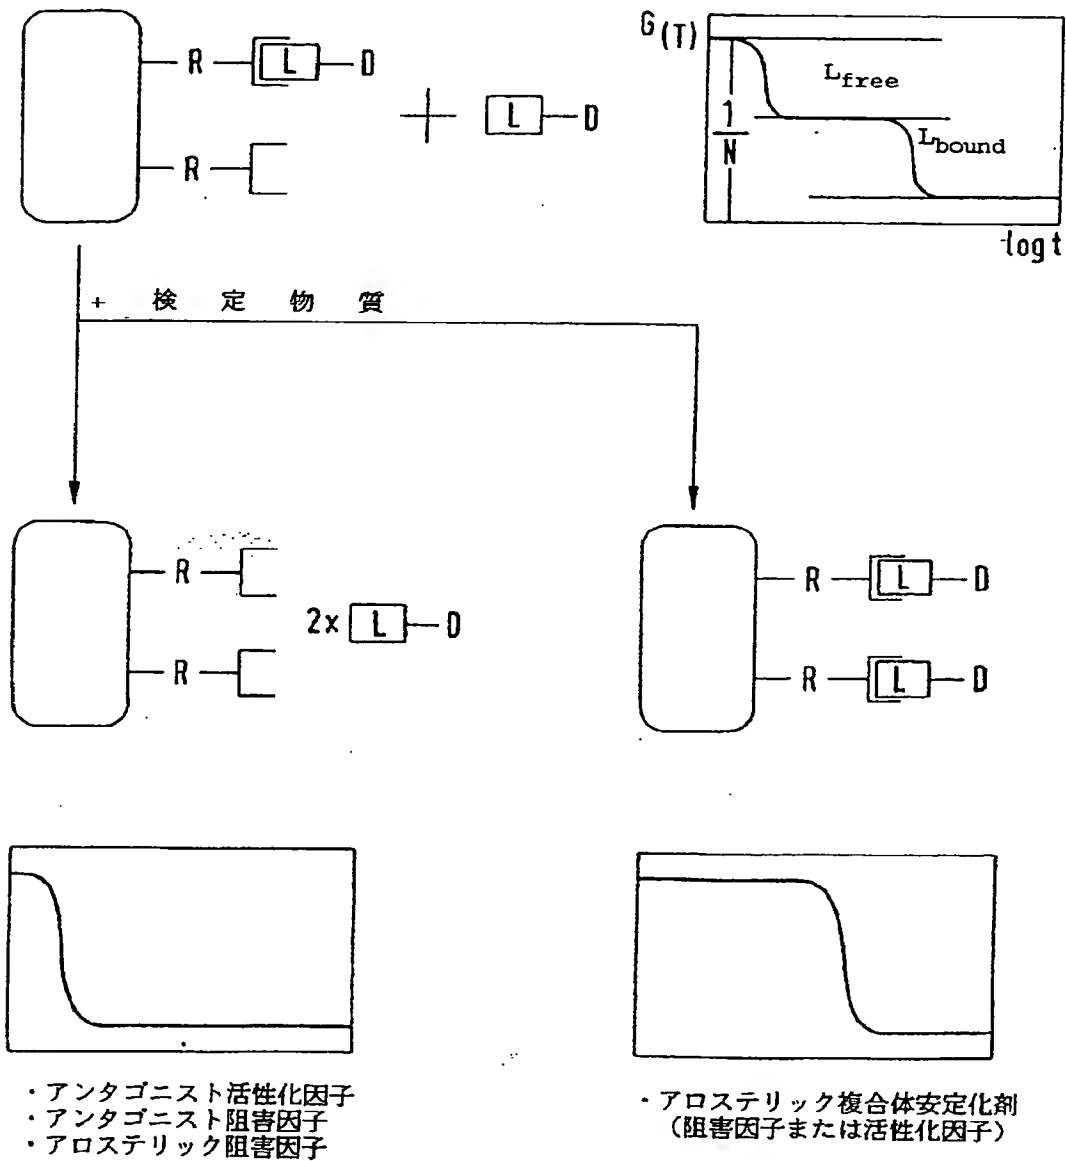 R L D
L D
R
G(T)
Lfree
1
N
Lbound
log t
+ 検 定 物 質
R
2x L D
R
R L D
R L D
・アンタゴニスト活性化因子
・アンタゴニスト阻害因子
・アロステリック阻害因子
・アロステリック複合体安定化剤
(阻害因子または活性化因子)